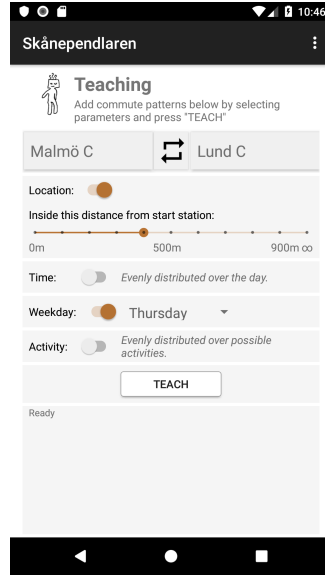 10:46
Skånependlaren
Teaching
Add commute patterns below by selecting
parameters and press "TEACH"
Malmö C
Lund C
Location:
Inside this distance from start station:
0m 500m 900m ∞
Time: Evenly distributed over the day.
Weekday: Thursday
Activity: Evenly distributed over possible
activities.
TEACH
Ready